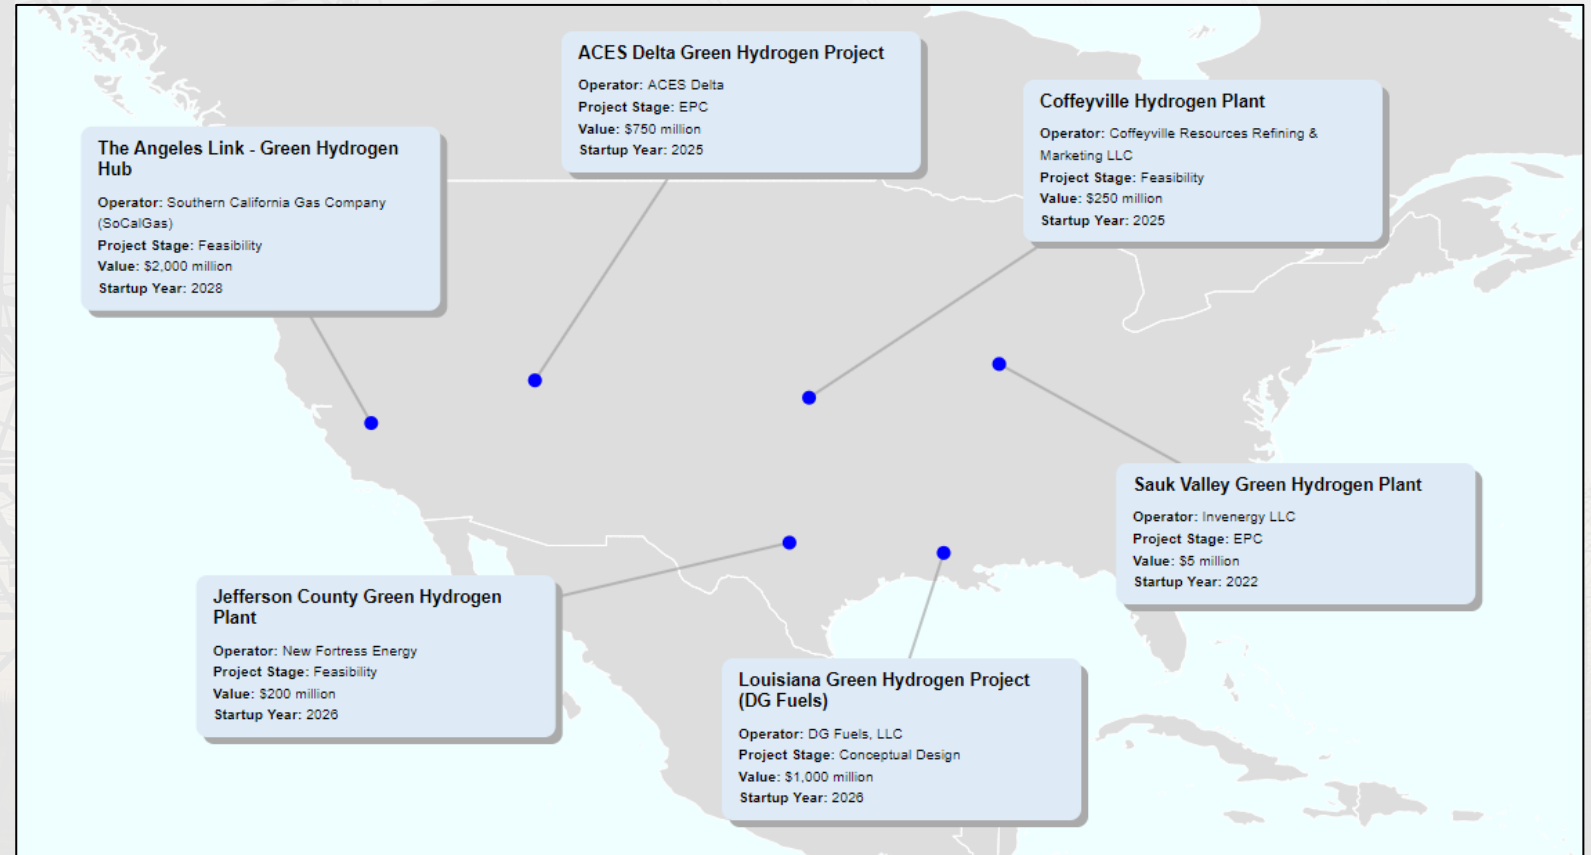 ACES Delta Green Hydrogen Project
Operator: ACES Delta
Project Stage: EPC
Value: $750 million
Startup Year: 2025
Coffeyville Hydrogen Plant
Operator: Coffeyville Resources Refining &
Marketing LLC
Project Stage: Feasibility
Value: $250 million
Startup Year: 2025
The Angeles Link - Green Hydrogen
Hub
Operator: Southern California Gas Company
(SoCalGas)
Project Stage: Feasibility
Value: $2,000 million
Startup Year: 2028
Sauk Valley Green Hydrogen Plant
Operator: Invenergy LLC
Project Stage: EPC
Value: $5 million
Startup Year: 2022
Jefferson County Green Hydrogen
Plant
Operator: New Fortress Energy
Project Stage: Feasibility
Value: $200 million
Startup Year: 2026
Louisiana Green Hydrogen Project
(DG Fuels)
Operator: DG Fuels, LLC
Project Stage: Conceptual Design
Value: $1,000 million
Startup Year: 2026